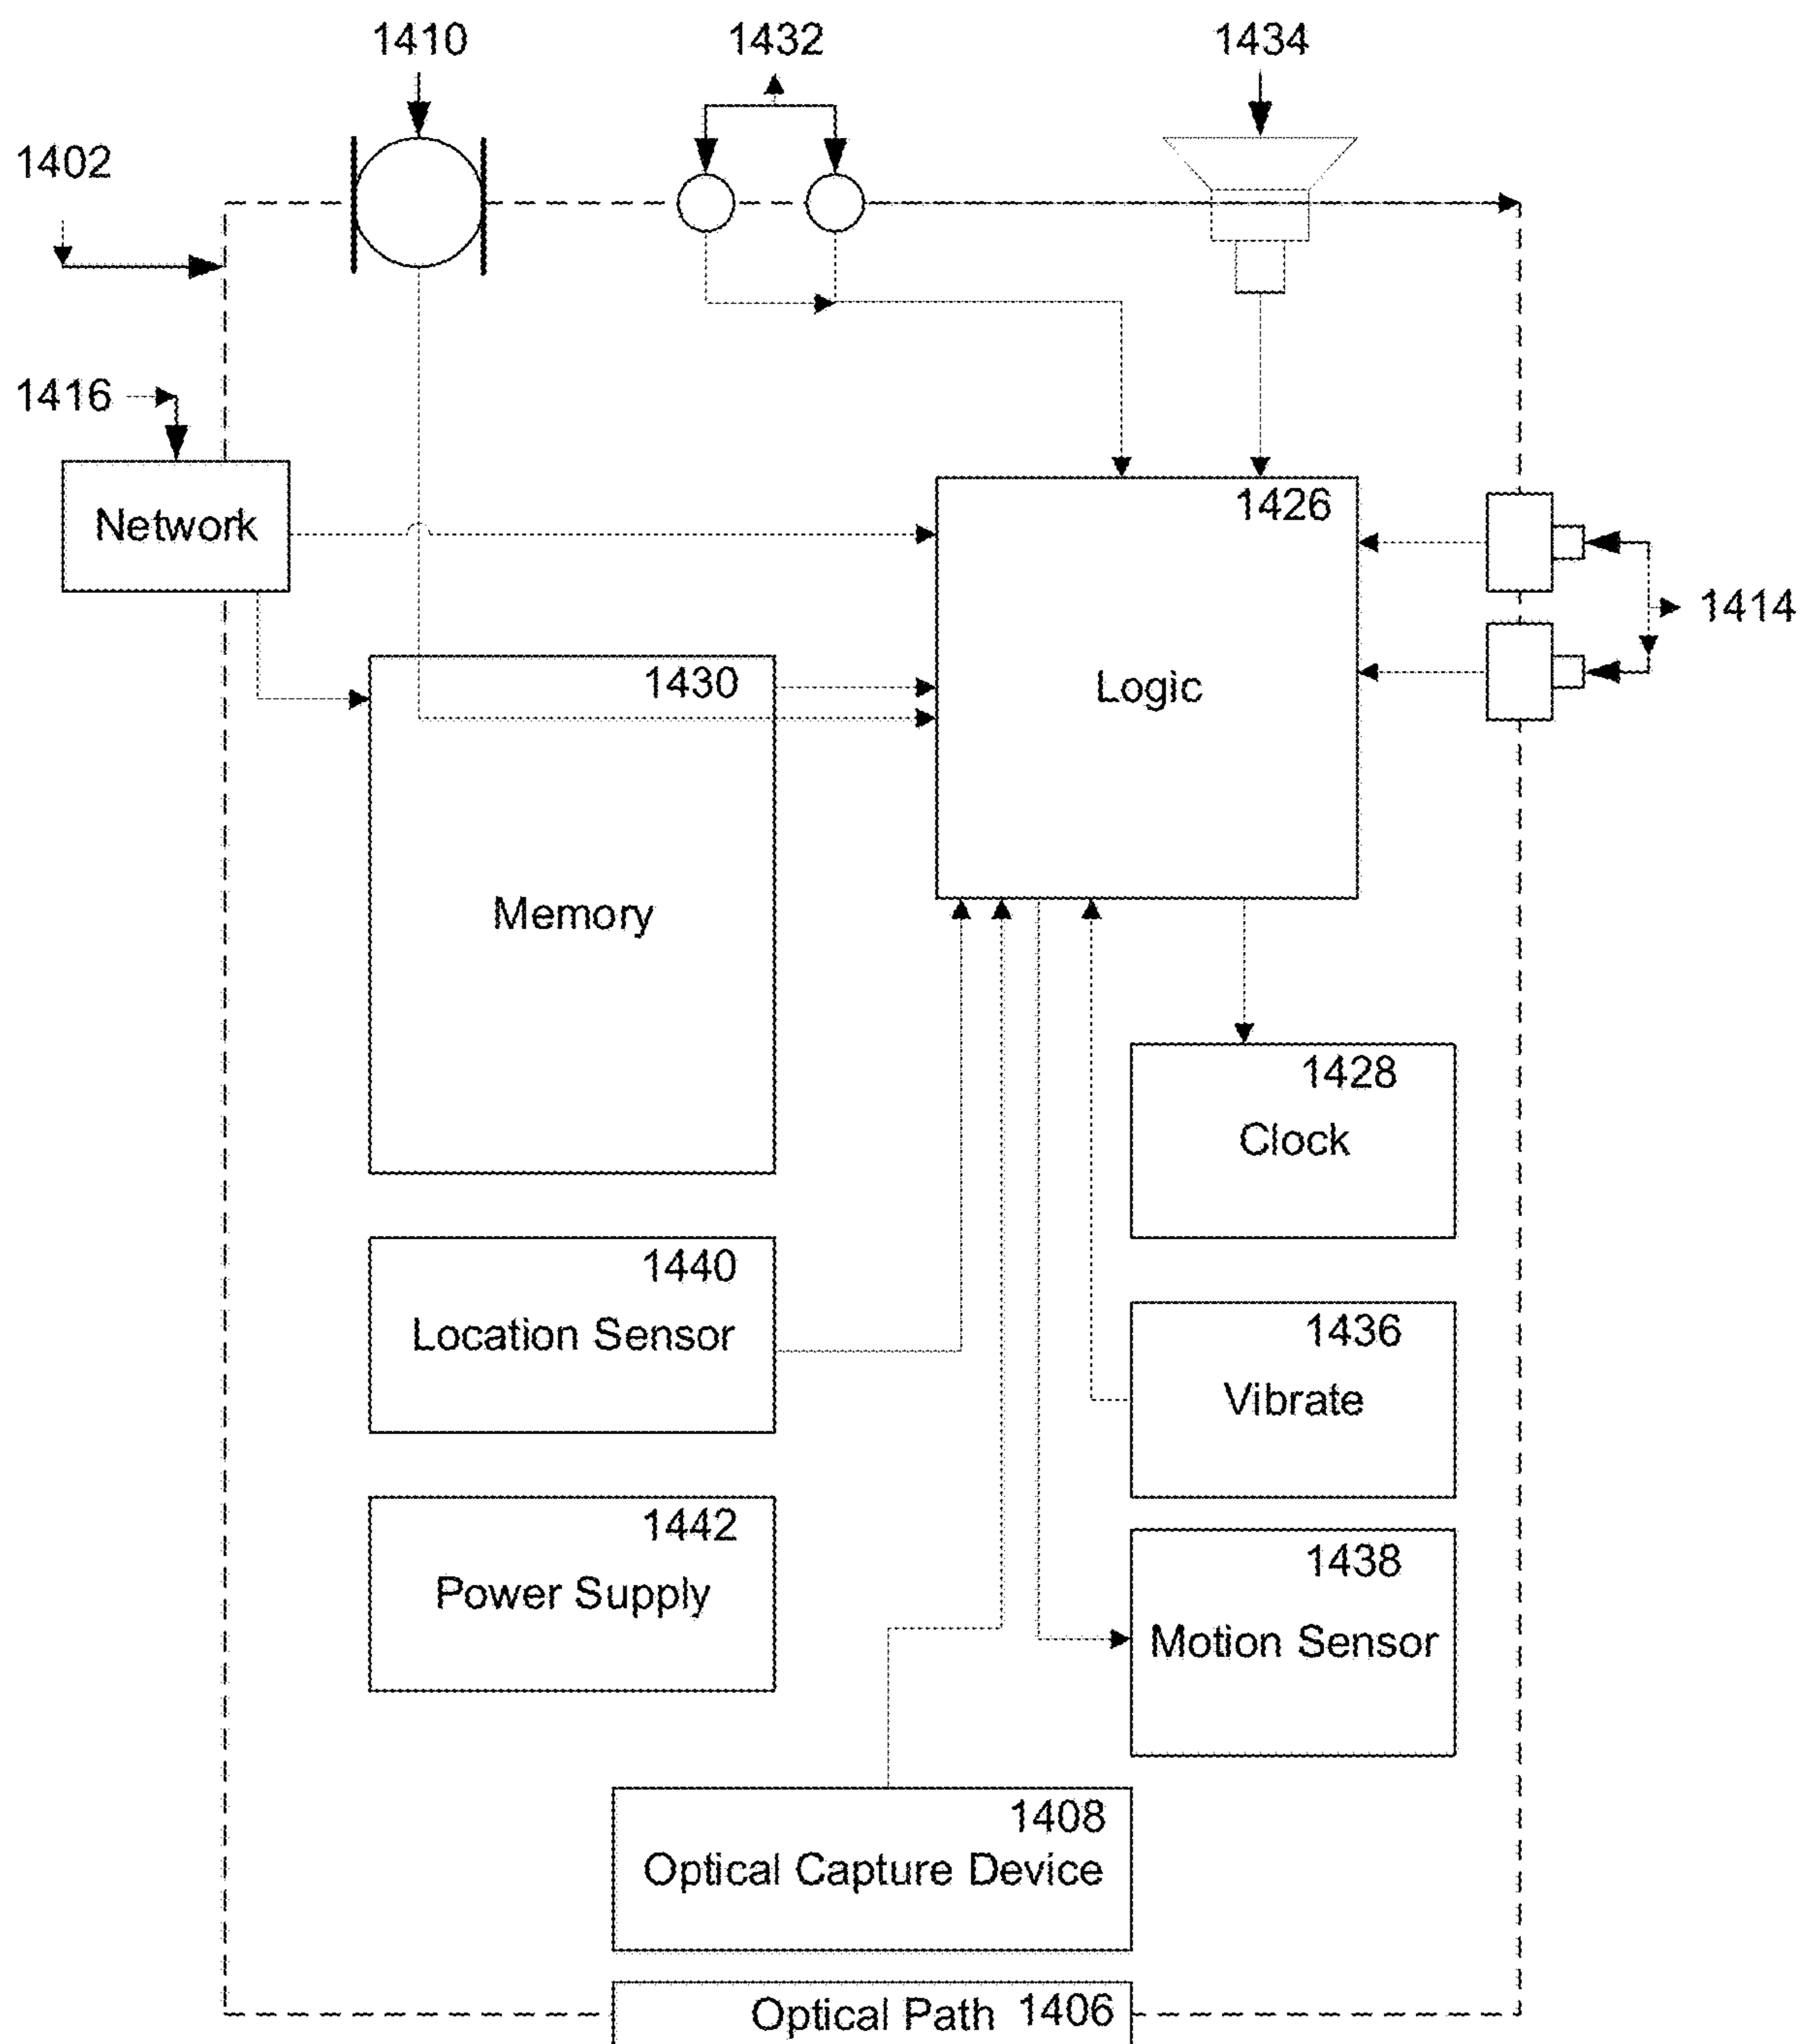 1410
1432
1434
1402
1416
Network
1426
Logic
1414
1430
Memory
1428
Clock
1440
Location Sensor
1436
Vibrate
1442
Power Supply
1438
Motion Sensor
1408
Optical Capture Device
Optical Path 1406